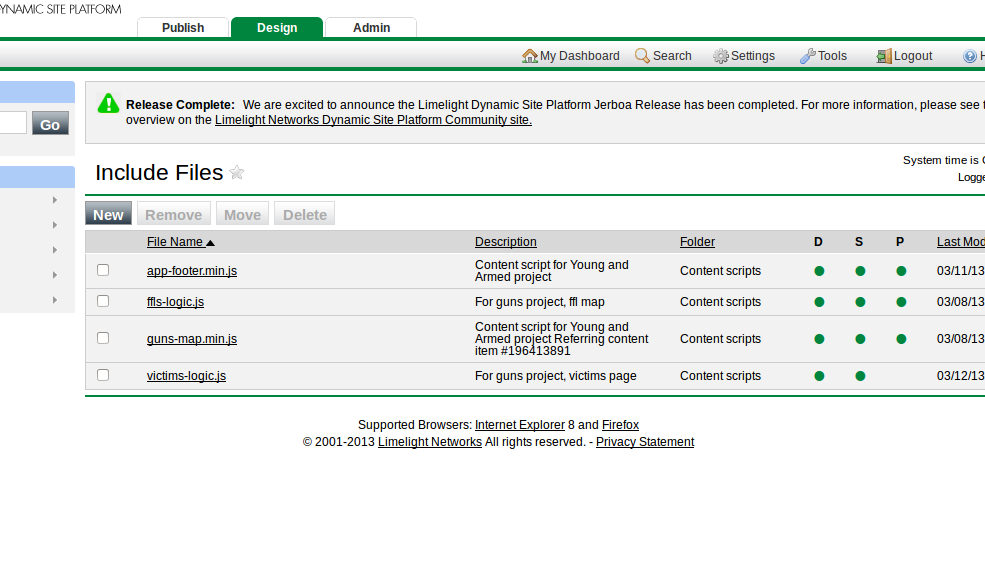 YNAMIC SITE PLATFORM
Publish Design Admin
My Dashboard Search Settings Tools Logout H
Release Complete: We are excited to announce the Limelight Dynamic Site Platform Jerboa Release has been completed. For more information, please see t
overview on the Limelight Networks Dynamic Site Platform Community site.
Go
System time is
Include Files
Logge
New Remove Move Delete
File Name Description Folder D S P Last Mod
Content script for Young and
app-footer.min.js Armed project Content scripts 03/11/13
ffls-logic.js For guns project, ffl map Content scripts 03/08/13
Content script for Young and
guns-map.min.js Armed project Referring content Content scripts 03/08/13
item #196413891
victims-logic.js For guns project, victims page Content scripts 03/12/13
Supported Browsers: Internet Explorer 8 and Firefox
© 2001-2013 Limelight Networks All rights reserved. - Privacy Statement